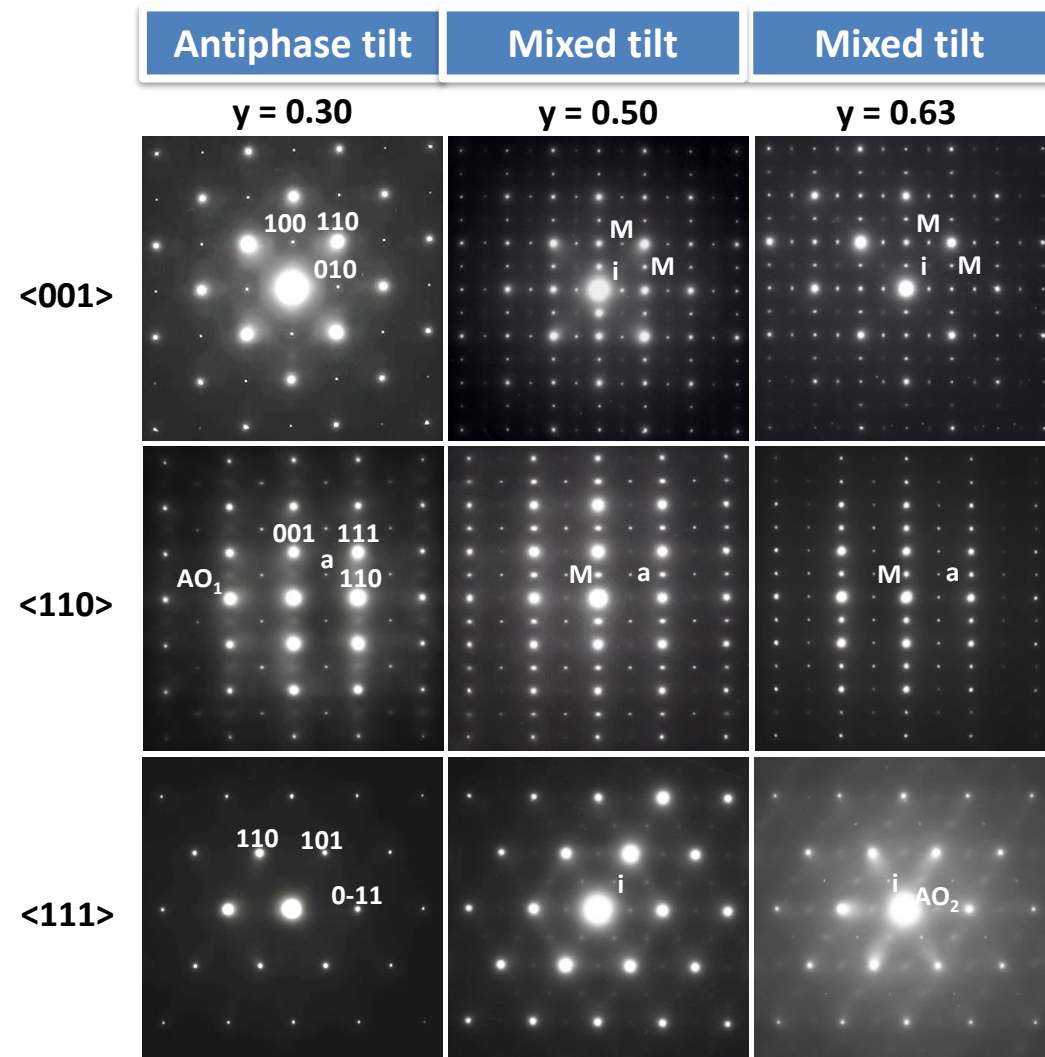 Antiphase tilt Mixed tilt Mixed tilt
y = 0.30 y = 0.50 y = 0.63
<001>
100 110
010
M
i M
M
i M
<110>
001 111
a
AO₁ 110
M a
M a
<111>
110 101
0-11
i
i
AO₂